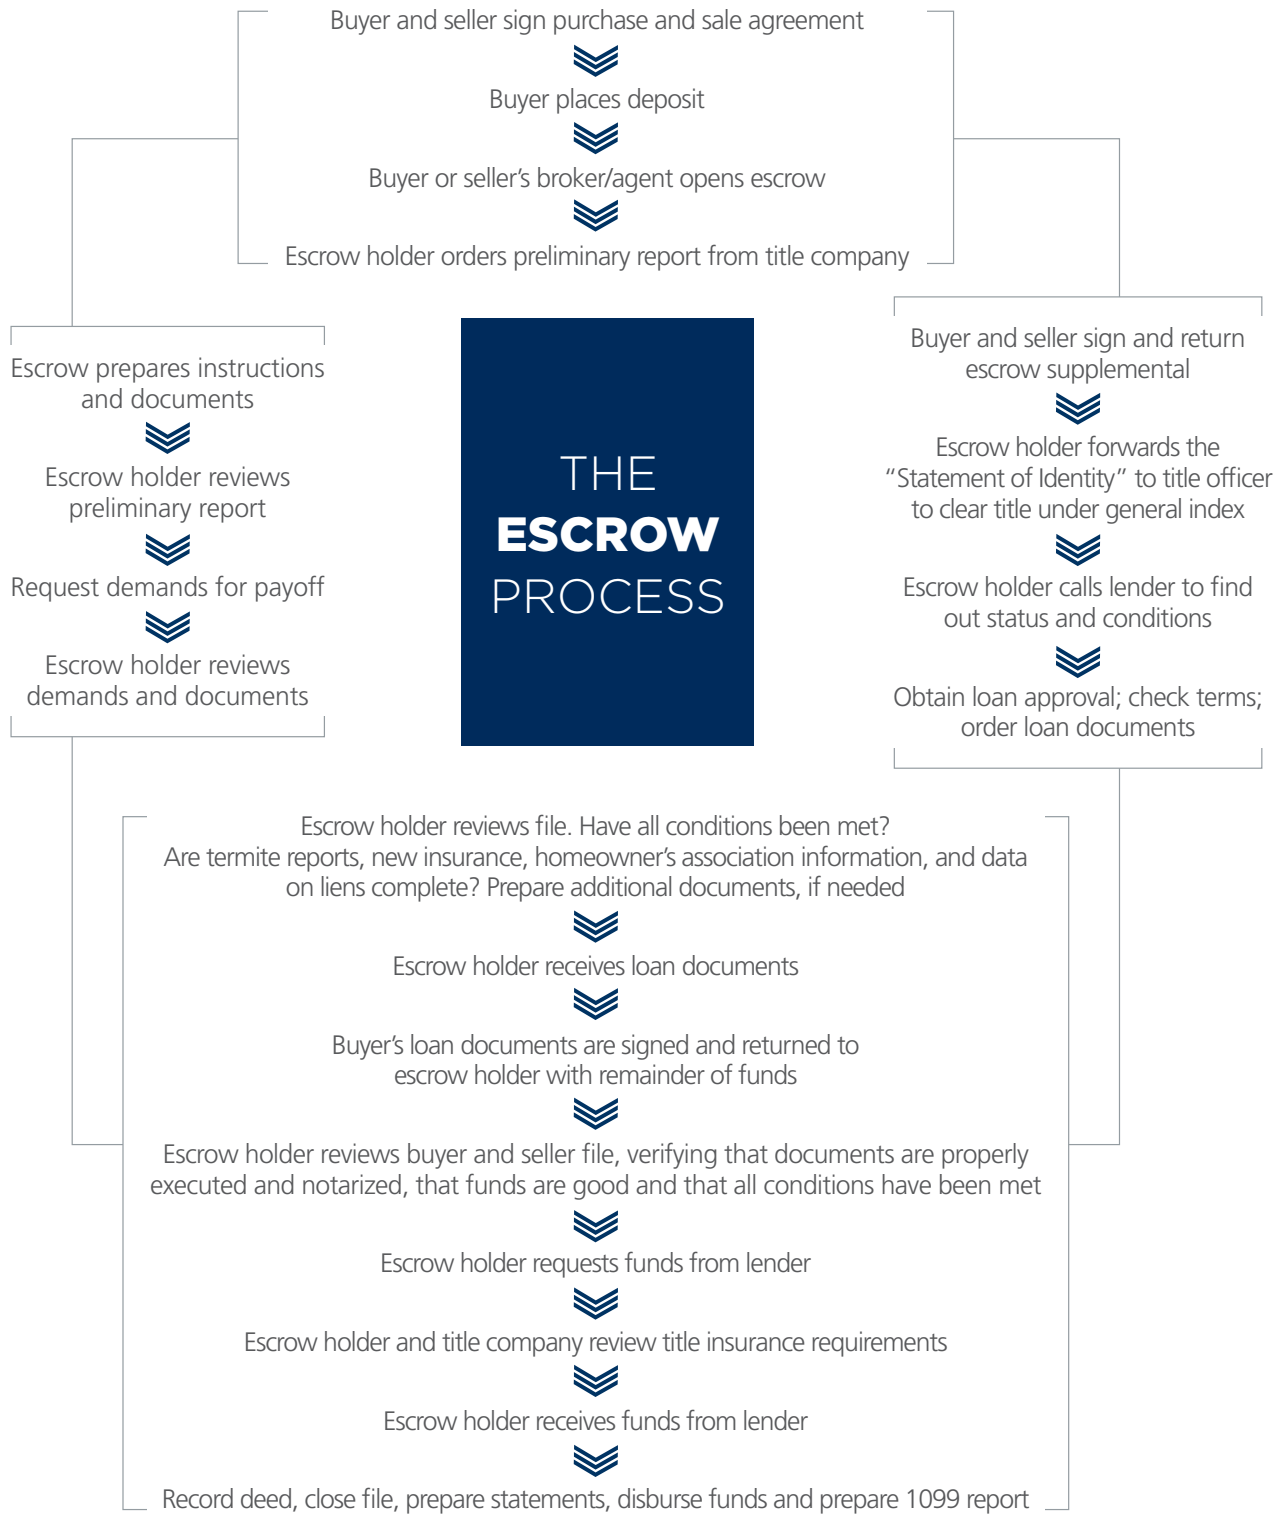 Buyer and seller sign purchase and sale agreement
Buyer places deposit
Buyer or seller’s broker/agent opens escrow
Escrow holder orders preliminary report from title company
Escrow prepares instructions
and documents
Escrow holder reviews
preliminary report
Request demands for payoff
Escrow holder reviews
demands and documents
THE
ESCROW
PROCESS
Buyer and seller sign and return
escrow supplemental
Escrow holder forwards the
“Statement of Identity” to title officer
to clear title under general index
Escrow holder calls lender to find
out status and conditions
Obtain loan approval; check terms;
order loan documents
Escrow holder reviews file. Have all conditions been met?
Are termite reports, new insurance, homeowner’s association information, and data
on liens complete? Prepare additional documents, if needed
Escrow holder receives loan documents
Buyer’s loan documents are signed and returned to
escrow holder with remainder of funds
Escrow holder reviews buyer and seller file, verifying that documents are properly
executed and notarized, that funds are good and that all conditions have been met
Escrow holder requests funds from lender
Escrow holder and title company review title insurance requirements
Escrow holder receives funds from lender
Record deed, close file, prepare statements, disburse funds and prepare 1099 report